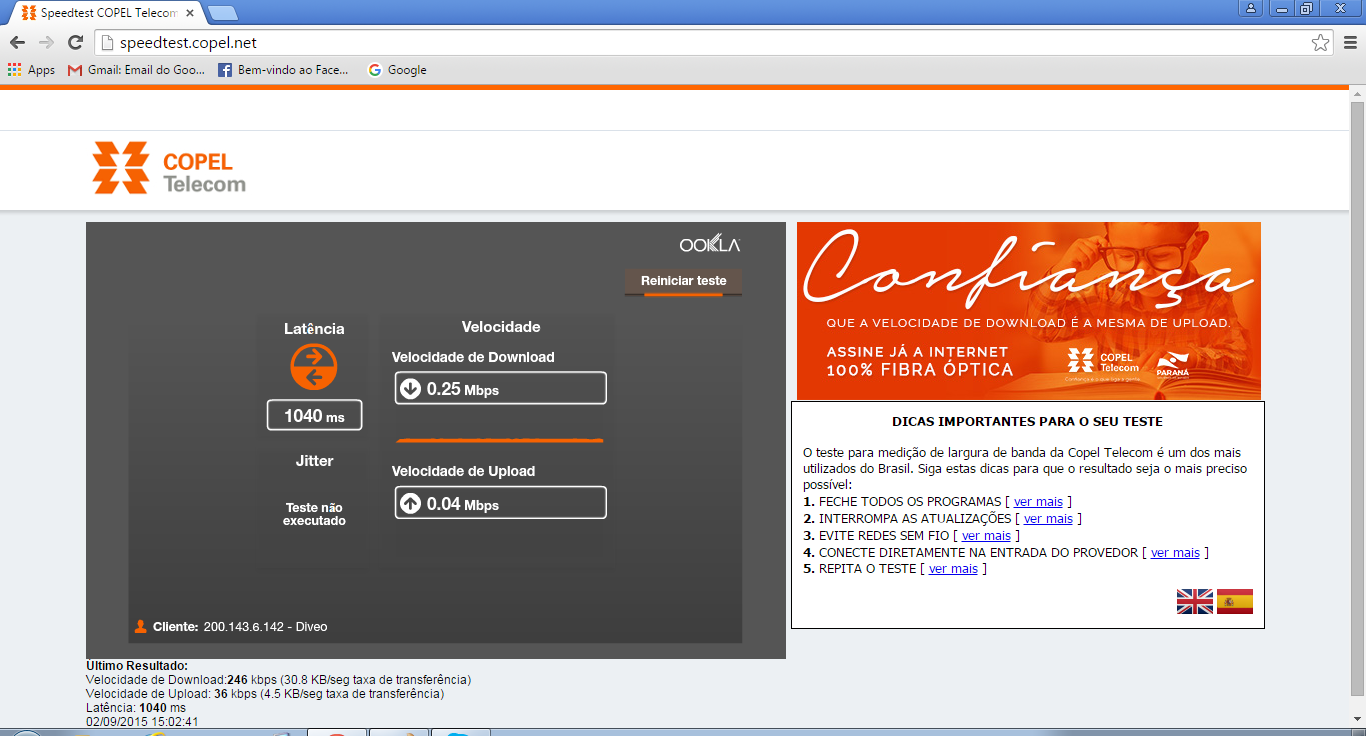 Speedtest COPEL Telecom
speedtest.copel.net
Apps
Gmail: Email do Goo...
Bem-vindo ao Face...
Google
COPEL
Telecom
OOKLA
Reiniciar teste
Latência
1040 ms
Jitter
Teste não
executado
Velocidade
Velocidade de Download
0.25 Mbps
Velocidade de Upload
0.04 Mbps
Cliente: 200.143.6.142 - Diveo
Último Resultado:
Velocidade de Download:246 kbps (30.8 KB/seg taxa de transferência)
Velocidade de Upload: 36 kbps (4.5 KB/seg taxa de transferência)
Latência: 1040 ms
02/09/2015 15:02:41
Confiança
QUE A VELOCIDADE DE DOWNLOAD É A MESMA DE UPLOAD.
ASSINE JÁ A INTERNET
100% FIBRA ÓPTICA
COPEL
Telecom
PARANÁ
DICAS IMPORTANTES PARA O SEU TESTE
O teste para medição de largura de banda da Copel Telecom é um dos mais
utilizados do Brasil. Siga estas dicas para que o resultado seja o mais preciso
possível:
1. FECHE TODOS OS PROGRAMAS [ ver mais ]
2. INTERROMPA AS ATUALIZAÇÕES [ ver mais ]
3. EVITE REDES SEM FIO [ ver mais ]
4. CONECTE DIRETAMENTE NA ENTRADA DO PROVEDOR [ ver mais ]
5. REPITA O TESTE [ ver mais ]